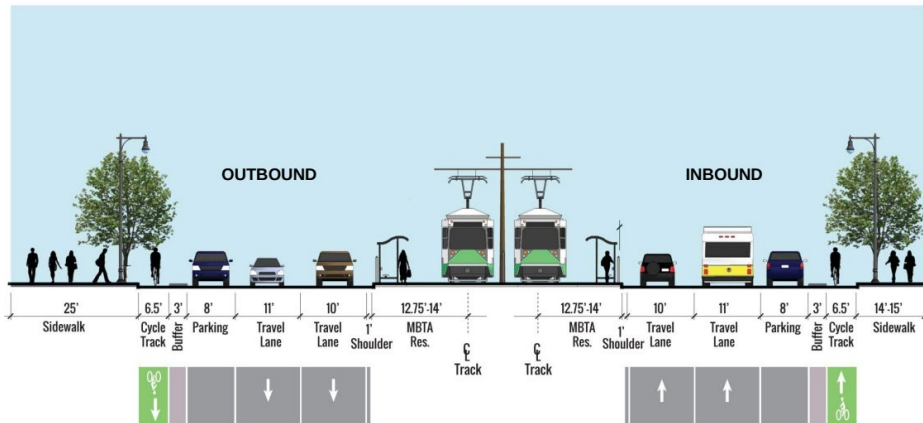 OUTBOUND
INBOUND
25'
6.5'
3'
8'
11'
10'
12.75'-14'
12.75'-14'
10'
11'
8'
3'
6.5'
14'-15'
Sidewalk
Cycle
Track
Buffer
Parking
Travel
Lane
Travel
Lane
1'
Shoulder
MBTA
Res.
℄
Track
℄
Track
MBTA
Res.
1'
Shoulder
Travel
Lane
Travel
Lane
Parking
Buffer
Cycle
Track
Sidewalk